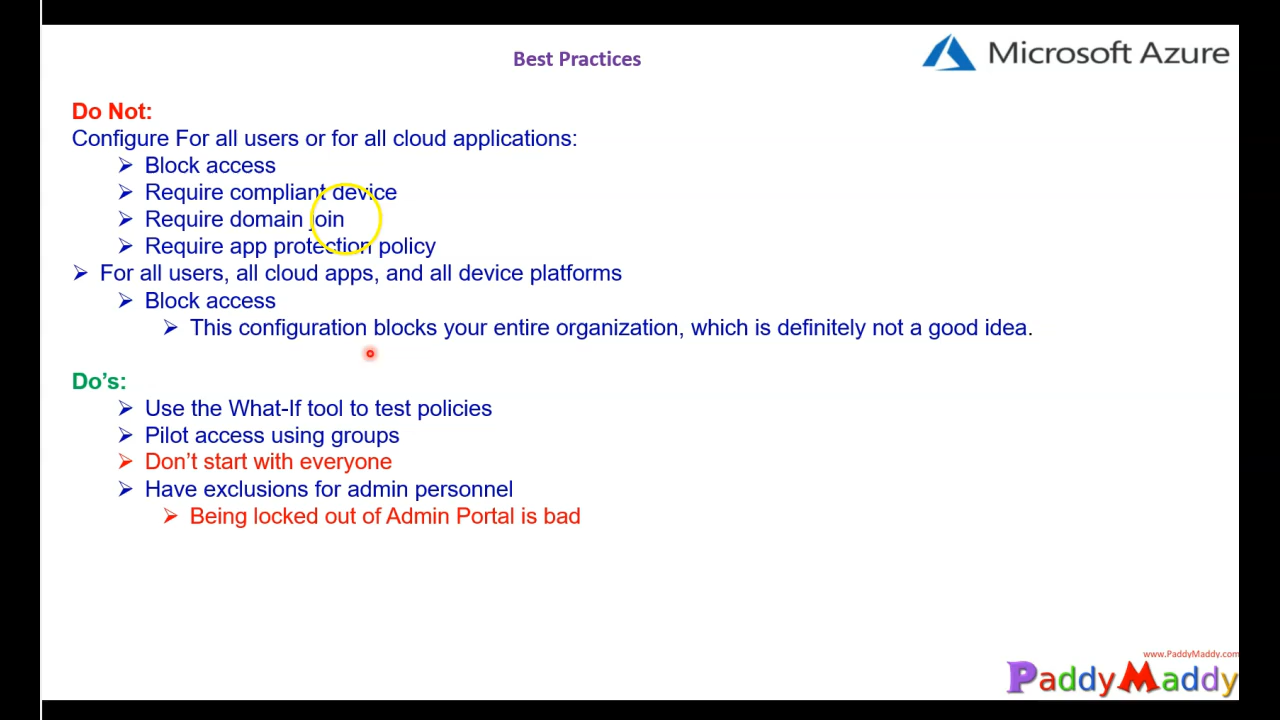 Best Practices
Microsoft Azure
Do Not:
Configure For all users or for all cloud applications:
Block access
Require compliant device
Require domain join
Require app protection policy
For all users, all cloud apps, and all device platforms
Block access
This configuration blocks your entire organization, which is definitely not a good idea.
Do's:
Use the What-If tool to test policies
Pilot access using groups
Don't start with everyone
Have exclusions for admin personnel
Being locked out of Admin Portal is bad
www.PaddyMaddy.com
PaddyMaddy